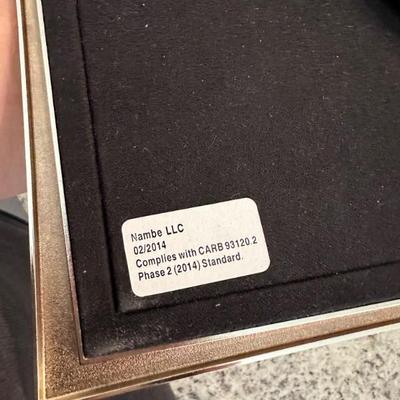 Nambe LLC
02/2014
Complies with CARB 93120.2
Phase 2 (2014) Standard.